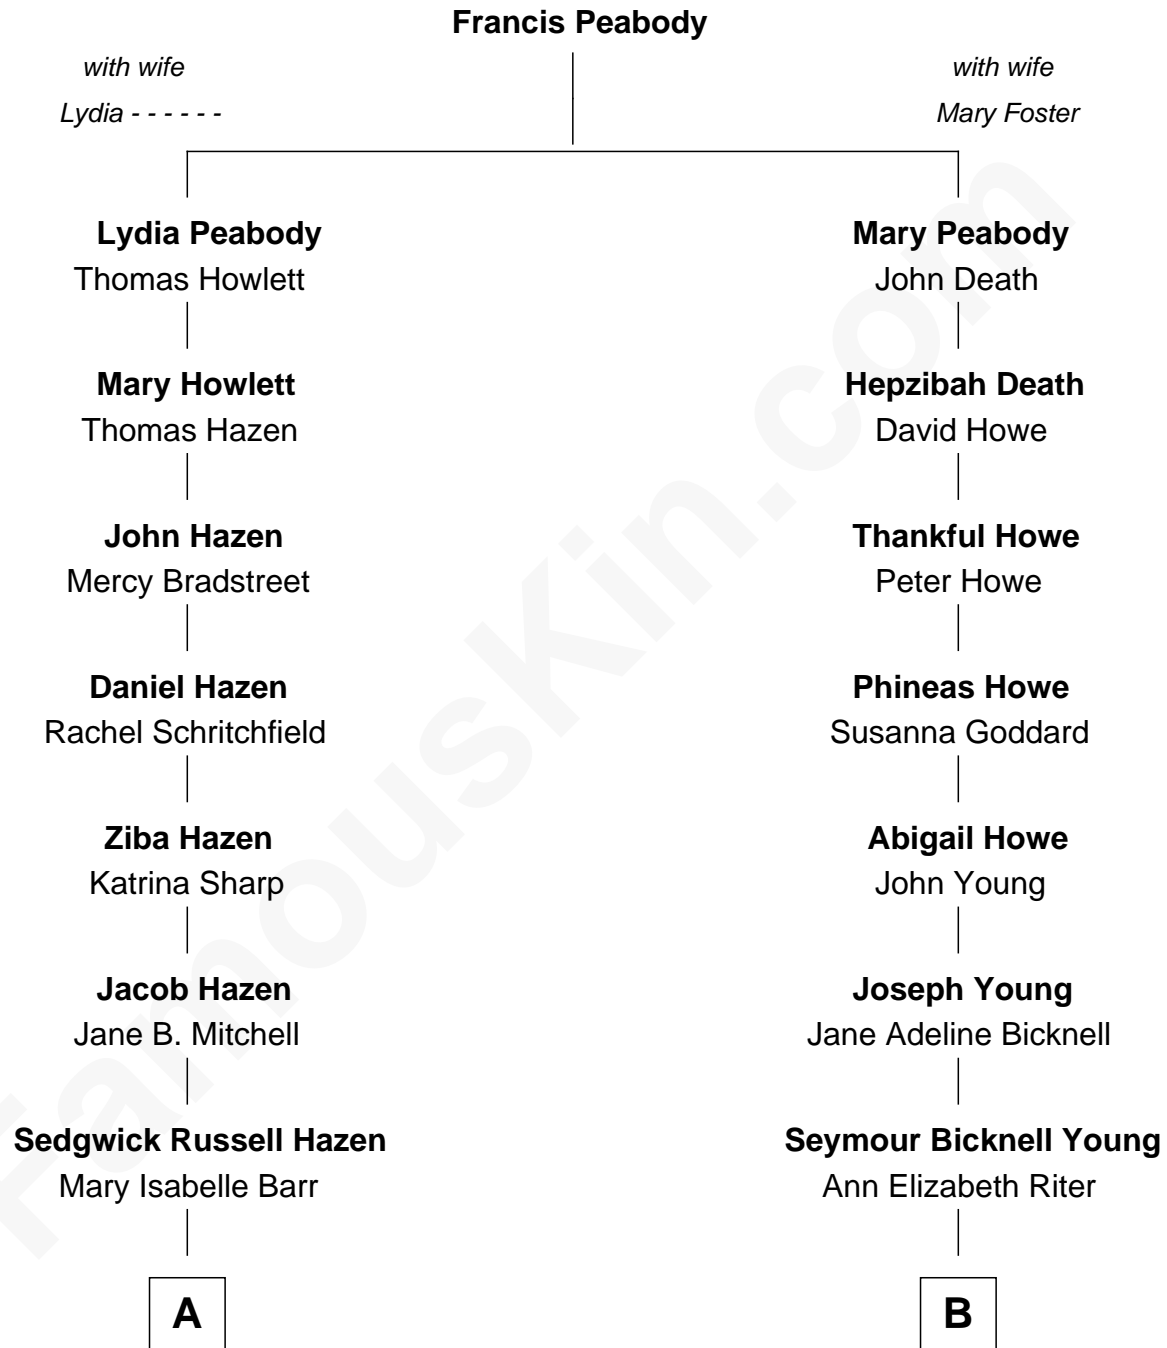 Francis Peabody
with wife
Lydia - - - - - -
with wife
Mary Foster
Lydia Peabody
Thomas Howlett
Mary Peabody
John Death
Mary Howlett
Thomas Hazen
Hepzibah Death
David Howe
John Hazen
Mercy Bradstreet
Thankful Howe
Peter Howe
Daniel Hazen
Rachel Schritchfield
Phineas Howe
Susanna Goddard
Ziba Hazen
Katrina Sharp
Abigail Howe
John Young
Jacob Hazen
Jane B. Mitchell
Joseph Young
Jane Adeline Bicknell
Sedgwick Russell Hazen
Mary Isabelle Barr
Seymour Bicknell Young
Ann Elizabeth Riter
A
B
FamousKin.com